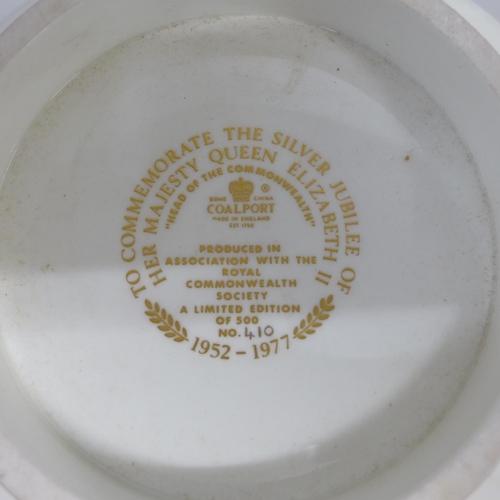 TO COMMEMORATE THE SILVER JUBILEE OF
HER MAJESTY QUEEN ELIZABETH II
"HEAD OF THE COMMONWEALTH"
BONE CHINA ®
COALPORT
MADE IN ENGLAND
EST. 1750
PRODUCED IN
ASSOCIATION WITH THE
ROYAL
COMMONWEALTH
SOCIETY
A LIMITED EDITION
OF 500
NO. 410
1952 - 1977